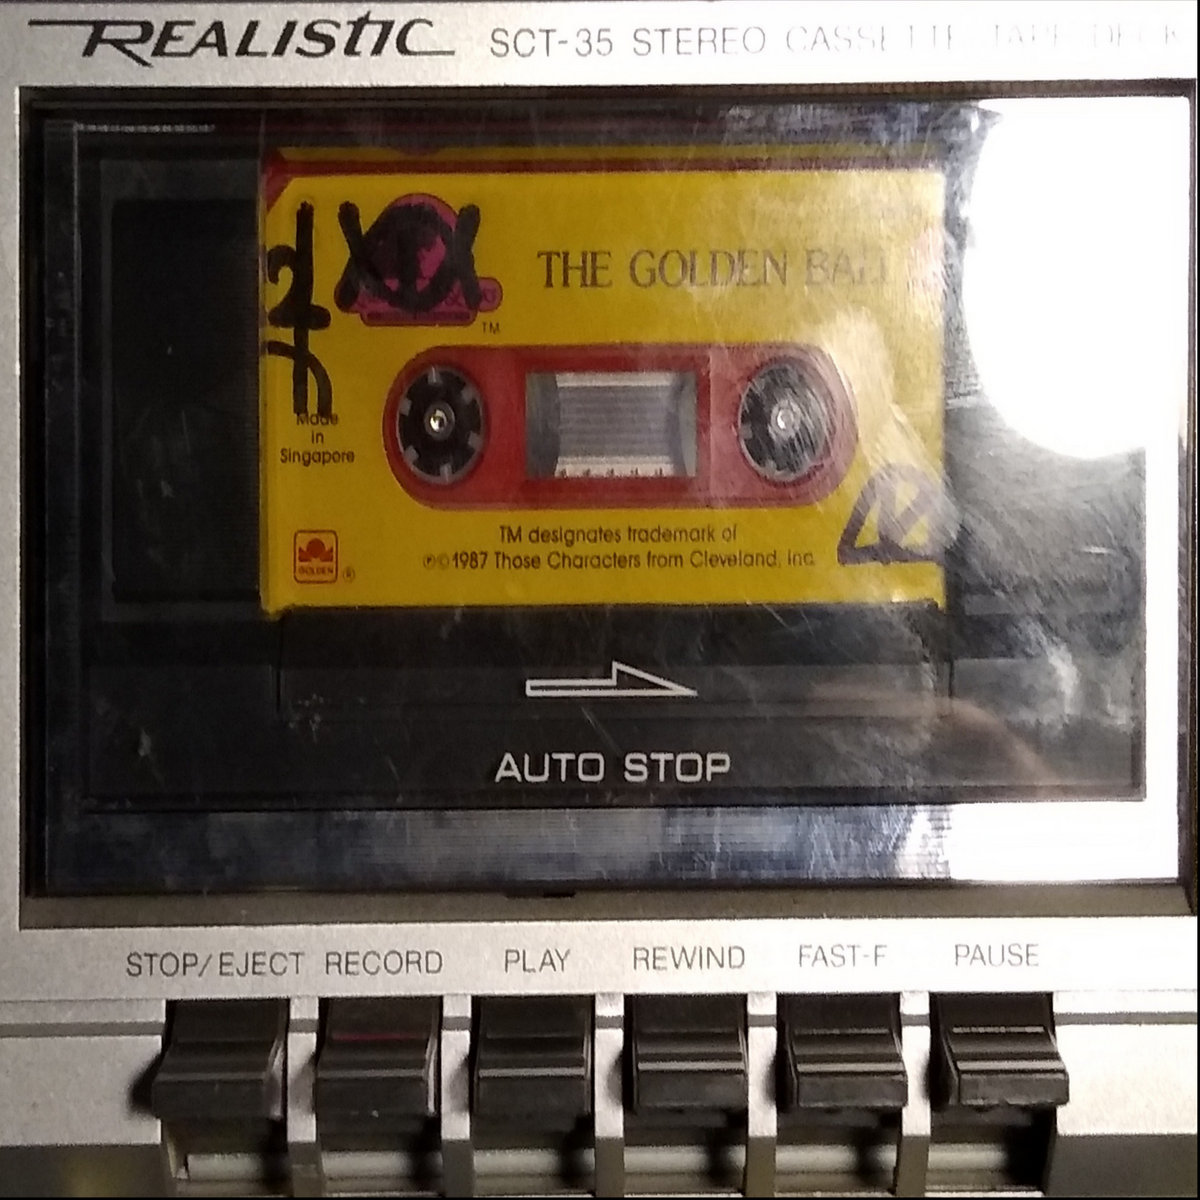 REALISTIC SCT-35 STEREO CASSETTE TAPE DECK
THE GOLDEN BALL
TM
Made
in
Singapore
TM designates trademark of
℗©1987 Those Characters from Cleveland, Inc.
GOLDEN ®
AUTO STOP
STOP/EJECT RECORD PLAY REWIND FAST-F PAUSE